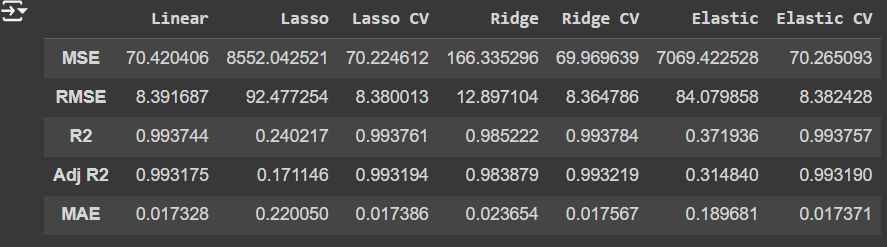 Linear Lasso Lasso CV Ridge Ridge CV Elastic Elastic CV
MSE 70.420406 8552.042521 70.224612 166.335296 69.969639 7069.422528 70.265093
RMSE 8.391687 92.477254 8.380013 12.897104 8.364786 84.079858 8.382428
R2 0.993744 0.240217 0.993761 0.985222 0.993784 0.371936 0.993757
Adj R2 0.993175 0.171146 0.993194 0.983879 0.993219 0.314840 0.993190
MAE 0.017328 0.220050 0.017386 0.023654 0.017567 0.189681 0.017371